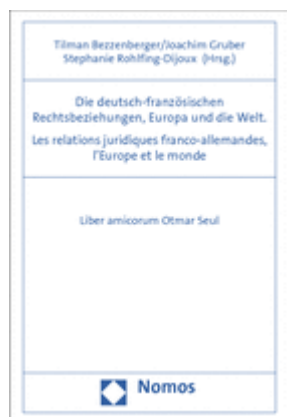 Tilman Bezzenberger/Joachim Gruber
Stephanie Rohlfing-Dijoux (Hrsg.)
Die deutsch-französischen
Rechtsbeziehungen, Europa und die Welt.
Les relations juridiques franco-allemandes,
l'Europe et le monde
Liber amicorum Otmar Seul
Nomos